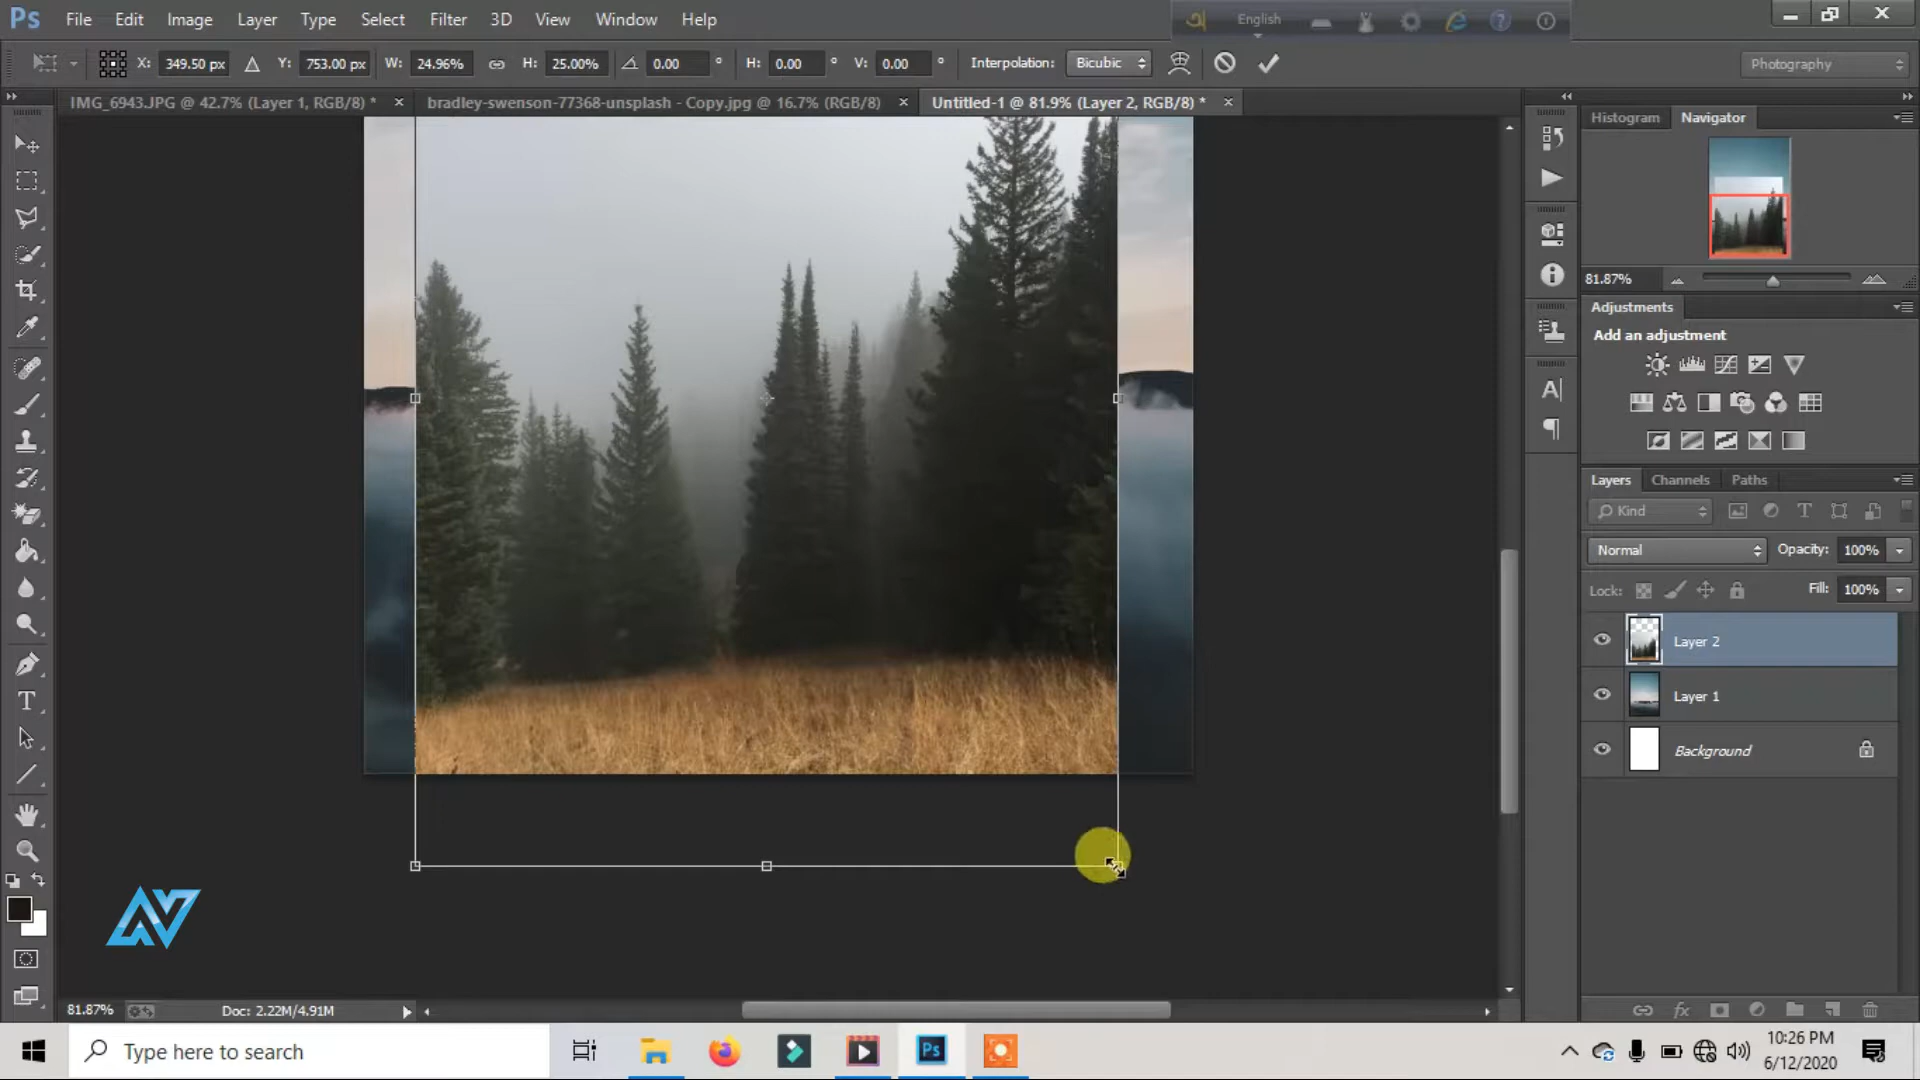 Ps File Edit Image Layer Type Select Filter 3D View Window Help
English
X: 349.50 px Y: 753.00 px W: 24.96% H: 25.00% 0.00 ° H: 0.00 ° V: 0.00 ° Interpolation: Bicubic Photography
IMG_6943.JPG @ 42.7% (Layer 1, RGB/8) * × bradley-swenson-77368-unsplash - Copy.jpg @ 16.7% (RGB/8) × Untitled-1 @ 81.9% (Layer 2, RGB/8) * ×
Histogram Navigator
81.87%
Adjustments
Add an adjustment
Layers Channels Paths
Kind
Normal Opacity: 100%
Lock: Fill: 100%
Layer 2
Layer 1
Background
81.87% Doc: 2.22M/4.91M
Type here to search
Ps
10:26 PM
6/12/2020